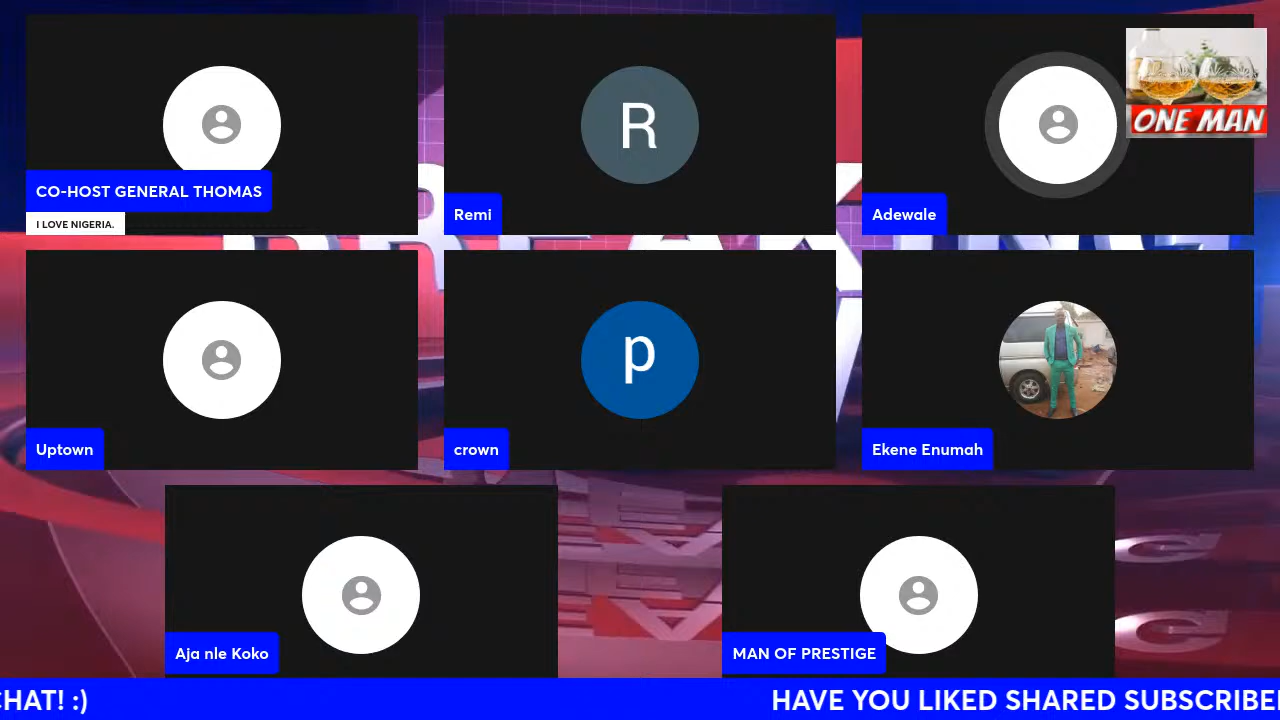 R
ONE MAN
CO-HOST GENERAL THOMAS
I LOVE NIGERIA.
Remi
Adewale
p
Uptown
crown
Ekene Enumah
Aja nle Koko
MAN OF PRESTIGE
CHAT! :)
HAVE YOU LIKED SHARED SUBSCRIBE